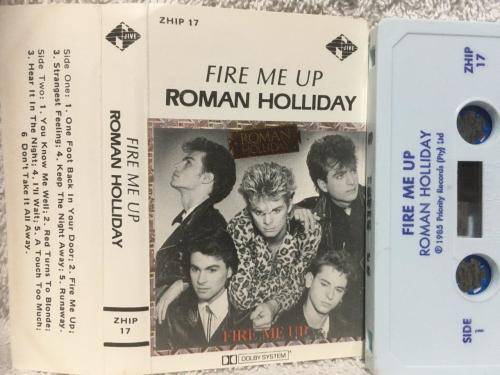 Side One: 1. One Foot Back In Your Door; 2. Fire Me Up;
3. Strangest Feeling; 4. Keep The Night Away; 5. Runaway.
Side Two: 1. You Know Me Well; 2. Red Turns To Blonde;
3. Hear It In The Night; 4. I'll Wait; 5. A Touch Too Much;
6 Don't Take It All Away.
JIVE
FIRE ME UP
ROMAN HOLLIDAY
ZHIP
17
ZHIP 17
JIVE
FIRE ME UP
ROMAN HOLLIDAY
ROMAN
HOLLIDAY
FIRE ME UP
DOLBY SYSTEM
ZHIP
17
FIRE ME UP
ROMAN HOLLIDAY
℗ 1985 Priority Records (Pty) Ltd
SIDE
1